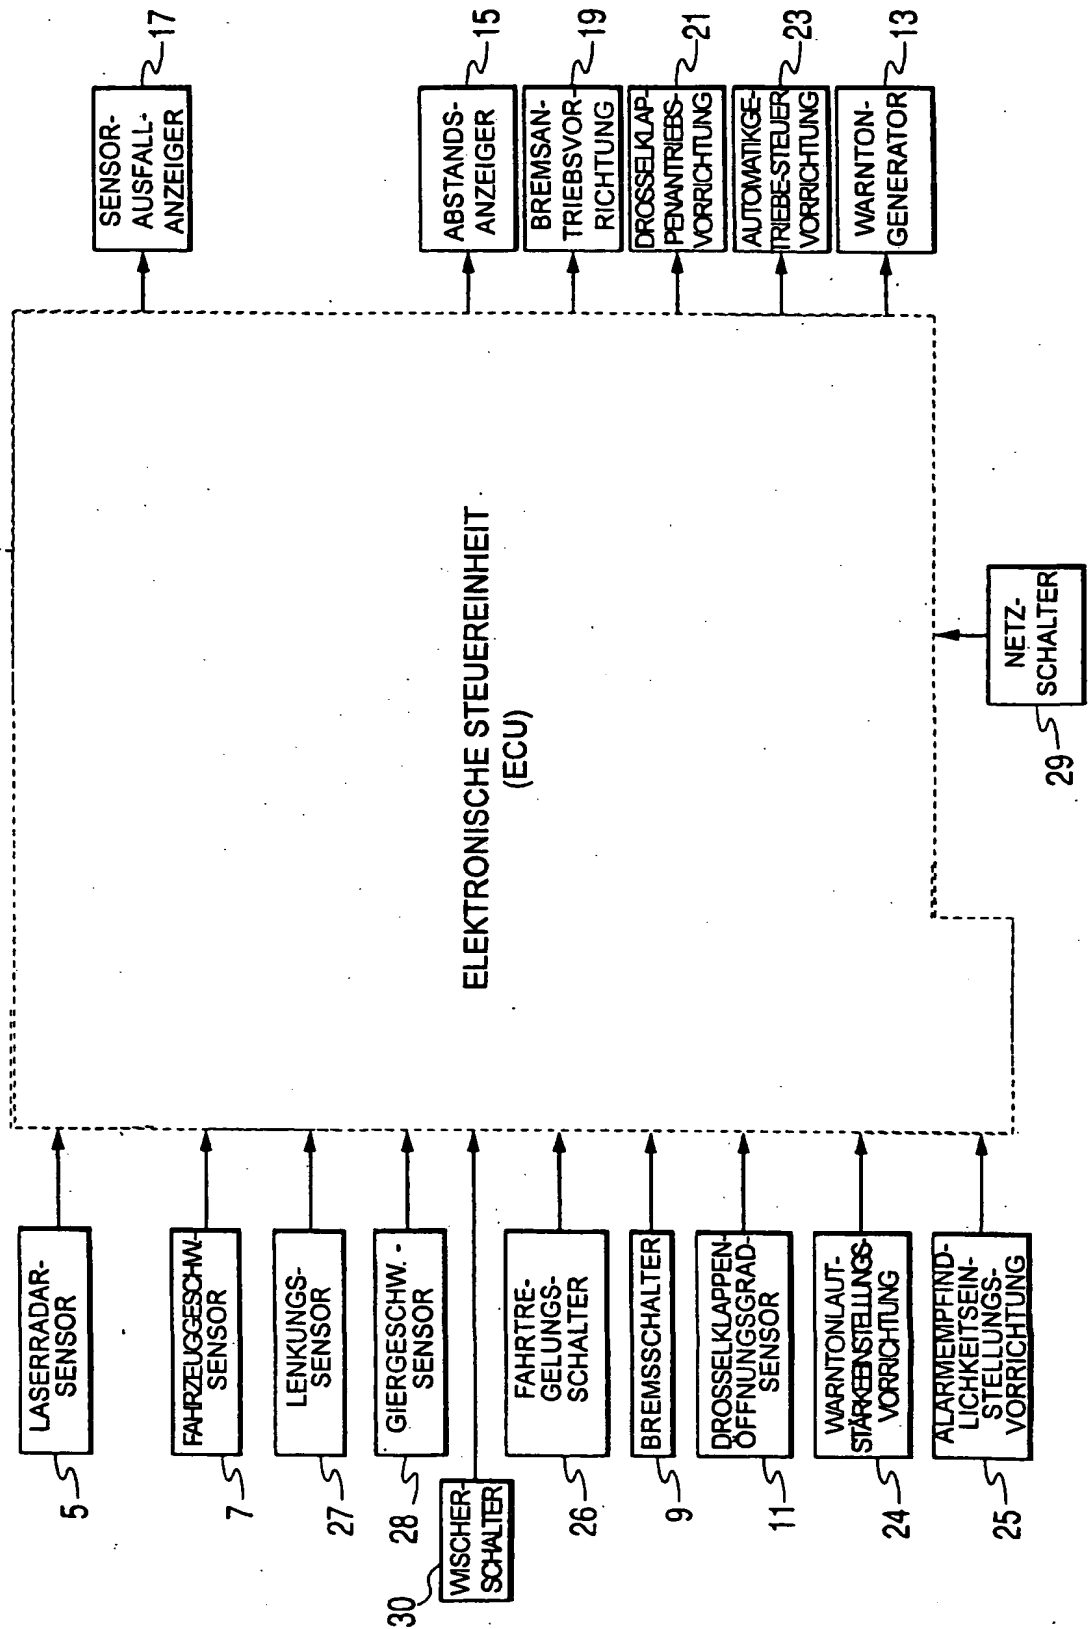 5
LASERRADAR-
SENSOR
7
FAHRZEUGGESCHW.-
SENSOR
27
LENKUNGS-
SENSOR
28
GIERGESCHW.-
SENSOR
30
WISCHER-
SCHALTER
26
FAHRTRE-
GELUNGS-
SCHALTER
9
BREMSSCHALTER
11
DROSSELKLAPPEN-
ÖFFNUNGSGRAD-
SENSOR
24
WARNTONLAUT-
STÄRKEEINSTELLUNGS-
VORRICHTUNG
25
ALARMEMPFIND-
LICHKEITSEIN-
STELLUNGS-
VORRICHTUNG
ELEKTRONISCHE STEUEREINHEIT
(ECU)
29
NETZ-
SCHALTER
SENSOR-
AUSFALL-
ANZEIGER
17
ABSTANDS-
ANZEIGER
15
BREMSAN-
TRIEBSVOR-
RICHTUNG
19
DROSSELKLAP-
PENANTRIEBS-
VORRICHTUNG
21
AUTOMATIKGE-
TRIEBE-STEUER
VORRICHTUNG
23
WARNTON-
GENERATOR
13